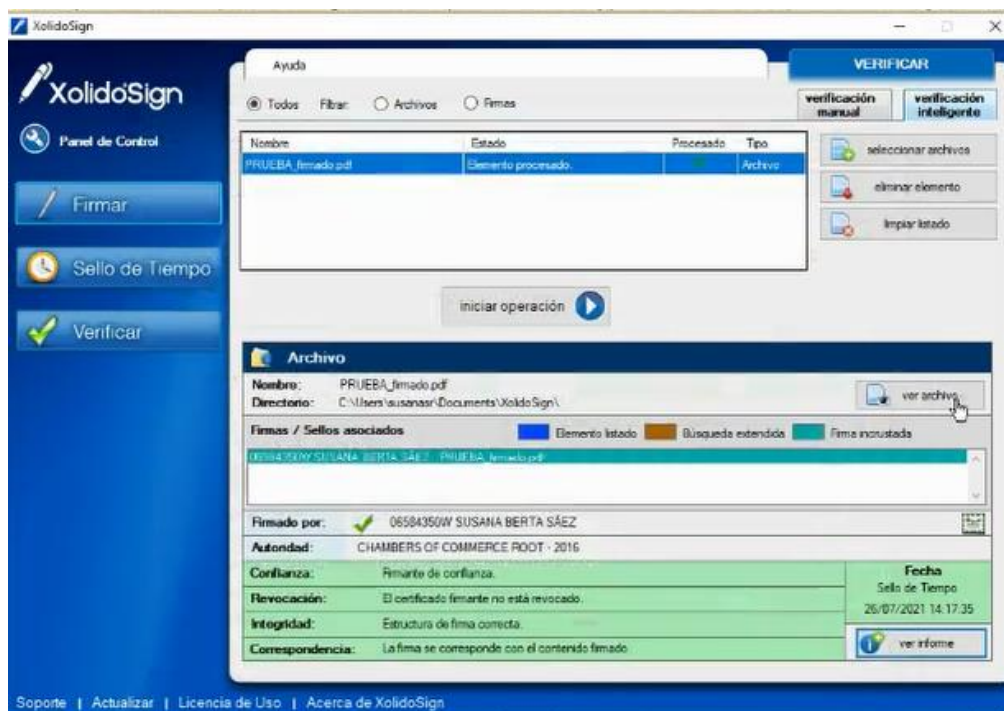 XolidoSign
Ayuda
VERIFICAR
XolidoSign
Todos Filtrar: Archivos Firmas
verificación manual
verificación inteligente
Panel de Control
Nombre Estado Procesado Tipo
PRUEBA_firmado.pdf Elemento procesado. Archivo
seleccionar archivos
eliminar elemento
limpiar listado
Firmar
Sello de Tiempo
Verificar
iniciar operación
Archivo
Nombre: PRUEBA_firmado.pdf
Directorio: C:\Users\susanasr\Documents\XolidoSign\
ver archivo
Firmas / Sellos asociados Elemento listado Búsqueda extendida Firma incrustada
06584350W SUSANA BERTA SÁEZ - PRUEBA_firmado.pdf
Firmado por: 06584350W SUSANA BERTA SÁEZ
Autoridad: CHAMBERS OF COMMERCE ROOT - 2016
Confianza: Firmante de confianza.
Revocación: El certificado firmante no está revocado.
Integridad: Estructura de firma correcta.
Correspondencia: La firma se corresponde con el contenido firmado
Fecha
Sello de Tiempo
26/07/2021 14:17:35
ver informe
Soporte | Actualizar | Licencia de Uso | Acerca de XolidoSign